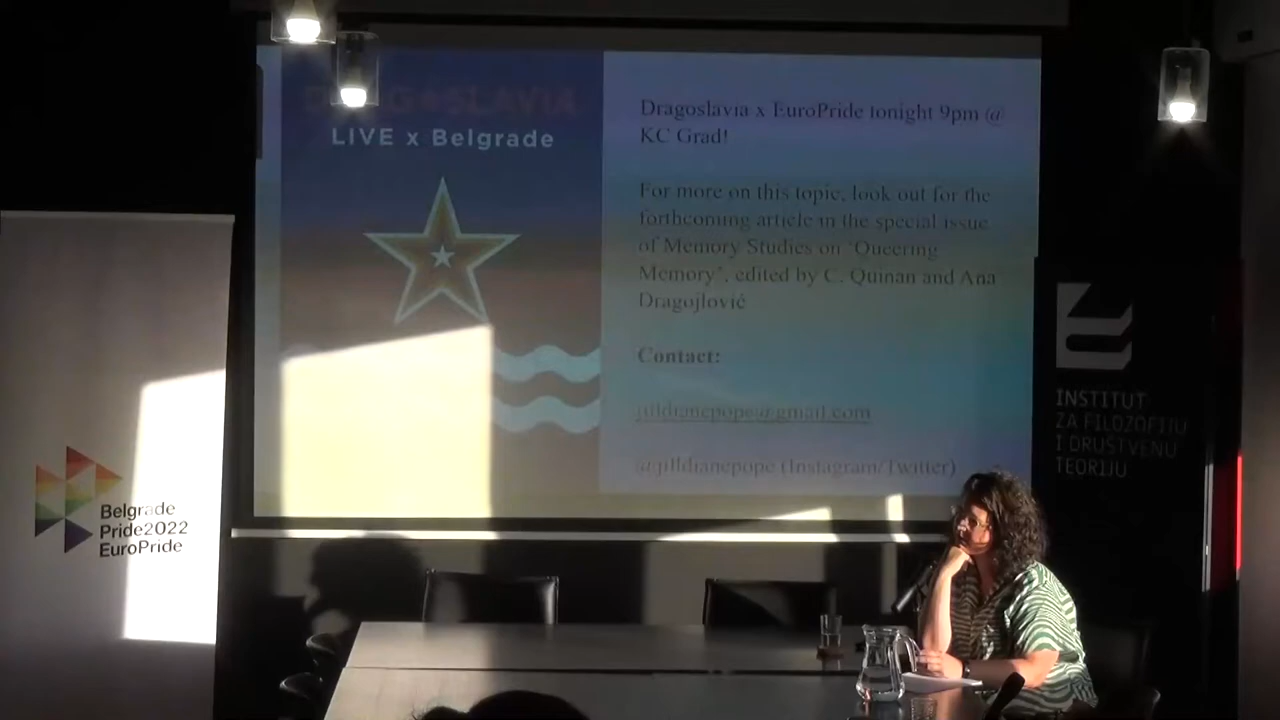 DRAGOSLAVIA
LIVE x Belgrade
Dragoslavia x EuroPride tonight 9pm @
KC Grad!
For more on this topic, look out for the
forthcoming article in the special issue
of Memory Studies on ‘Queering
Memory’, edited by C. Quinan and Ana
Dragojlović
Contact:
jilldianepope@gmail.com
@jilldianepope (Instagram/Twitter)
Belgrade
Pride2022
EuroPride
INSTITUT
ZA FILOZOFIJU
I DRUŠTVENU
TEORIJU